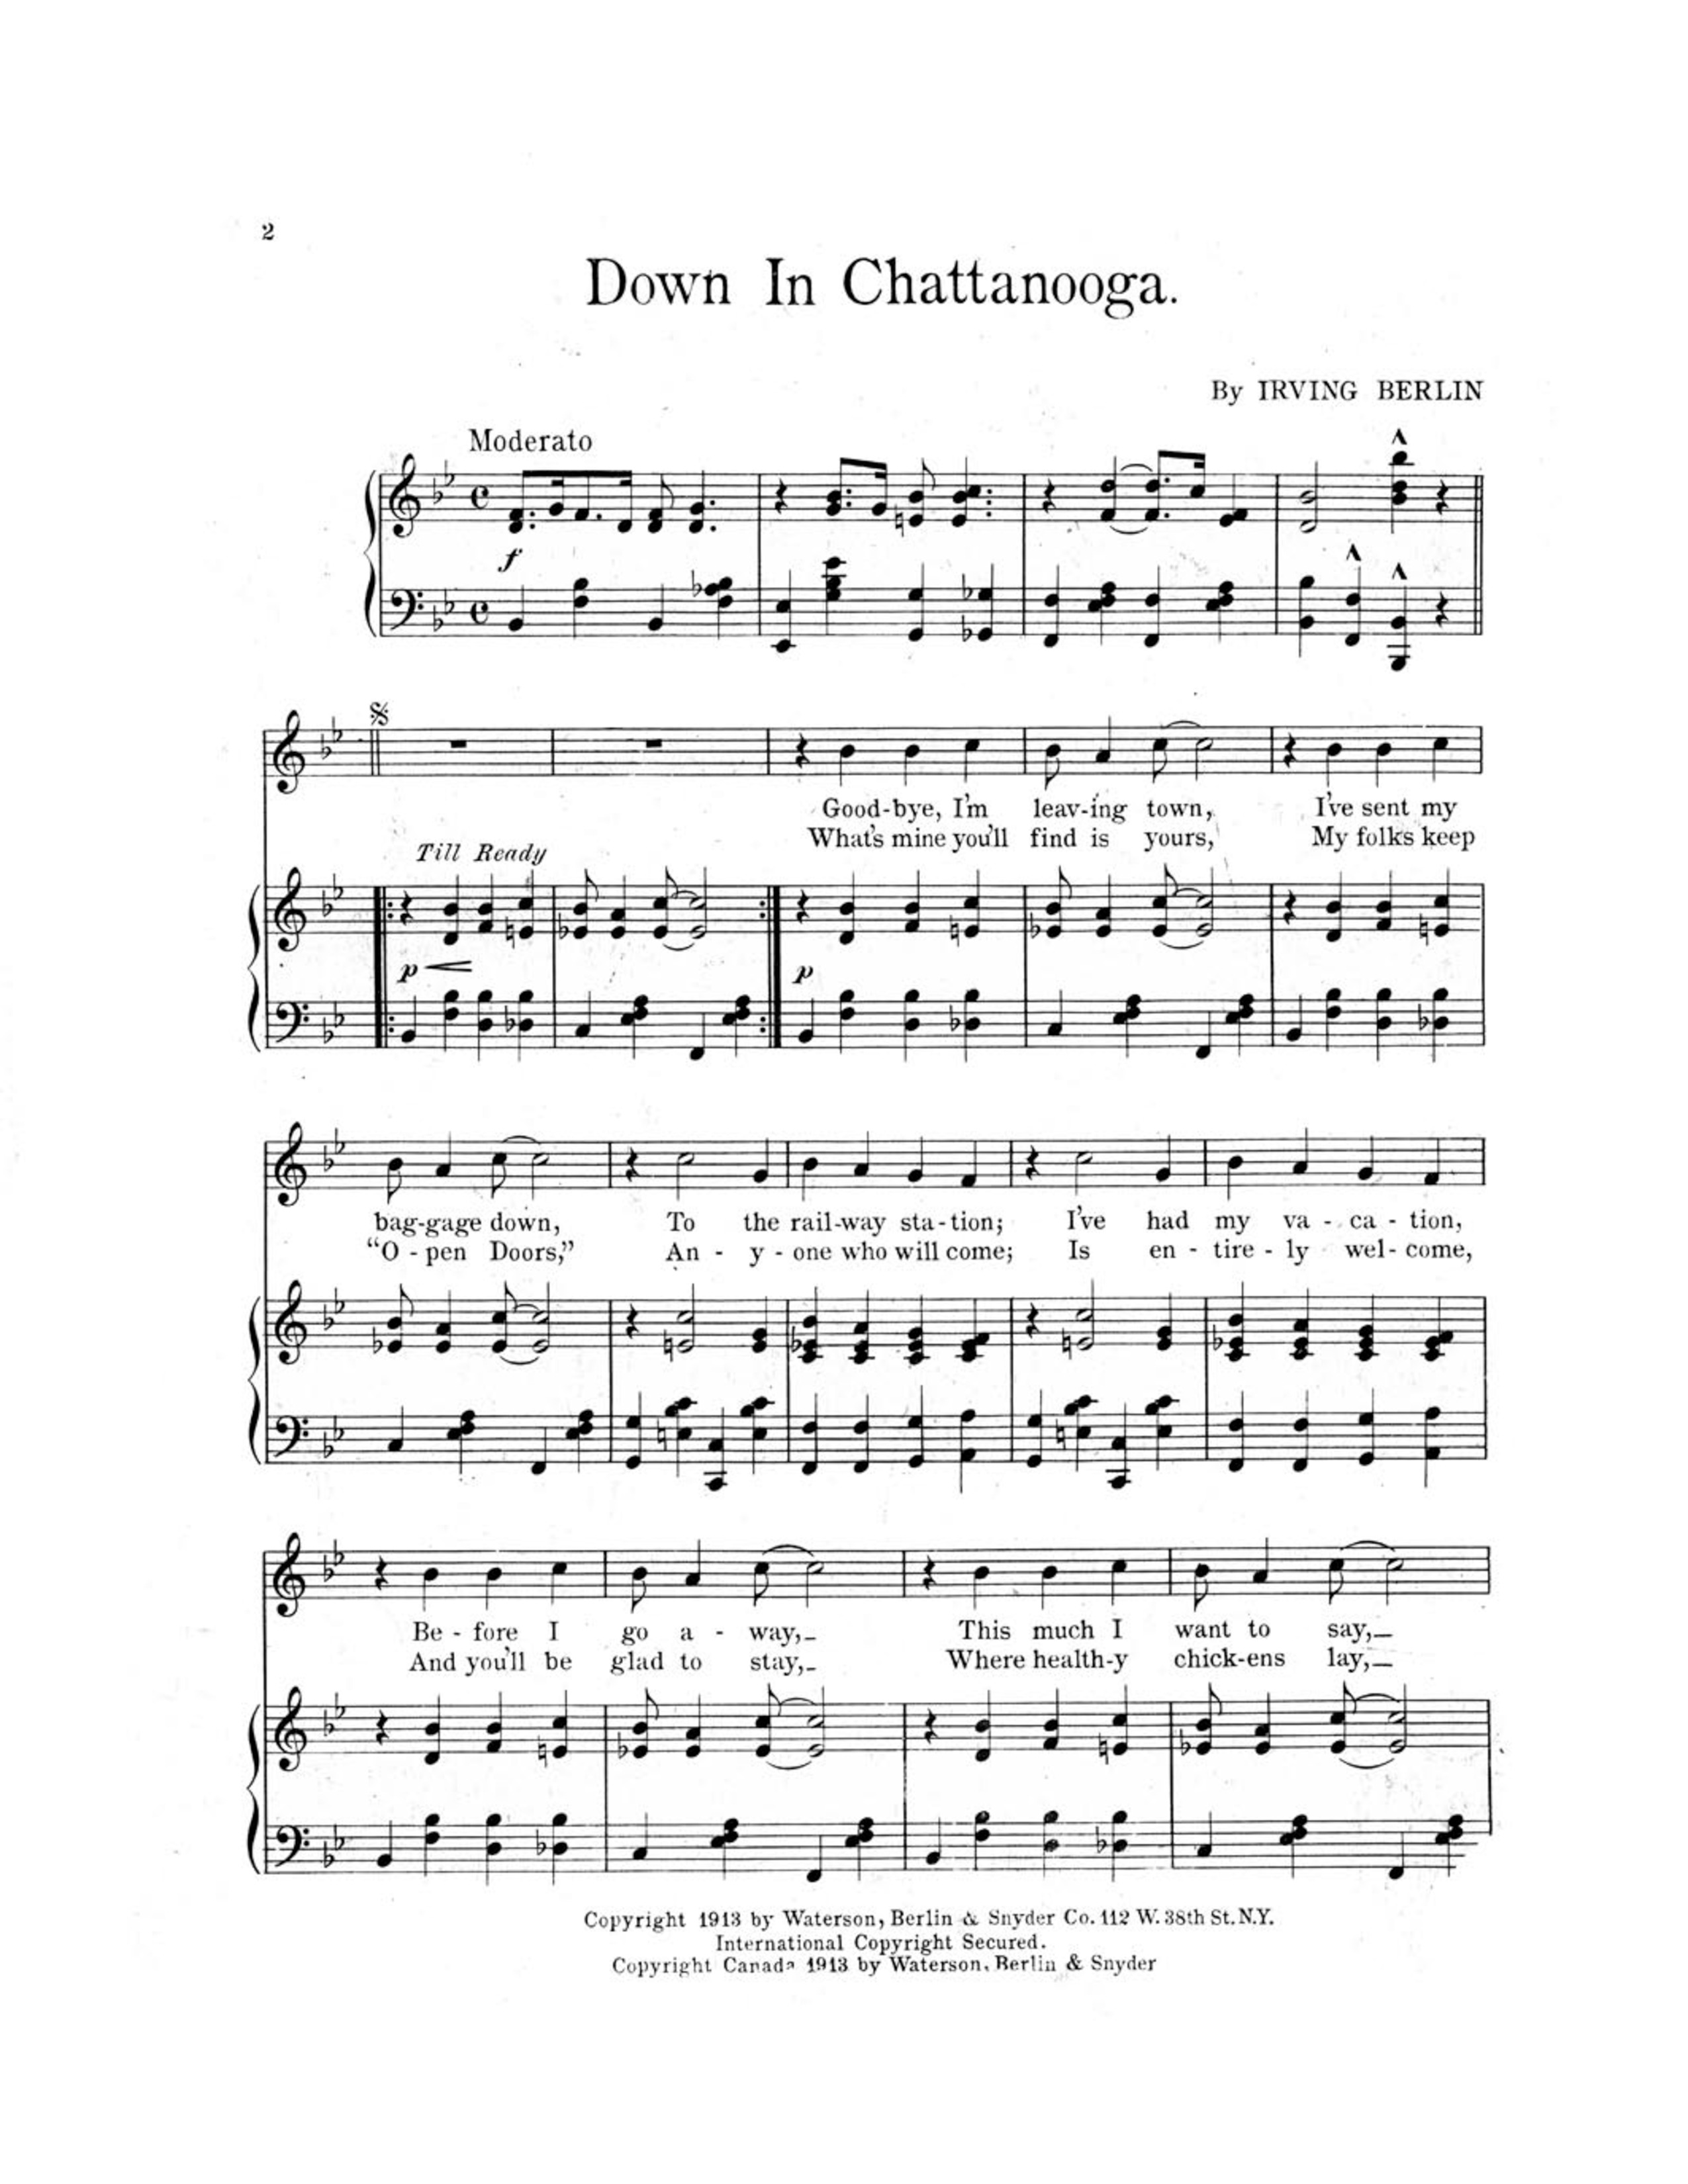 2
Down In Chattanooga.
By IRVING BERLIN
Moderato
f
Good-bye, I'm leav-ing town, I've sent my
What's mine you'll find is yours, My folks keep
Till Ready
p p
bag-gage down, To the rail-way sta-tion; I've had my va - ca - tion,
“O - pen Doors,” An - y - one who will come; Is en - tire - ly wel - come,
Be - fore I go a - way,_ This much I want to say,_
And you'll be glad to stay,_ Where health-y chick-ens lay,_
Copyright 1913 by Waterson, Berlin & Snyder Co. 112 W. 38th St. N.Y.
International Copyright Secured.
Copyright Canada 1913 by Waterson, Berlin & Snyder